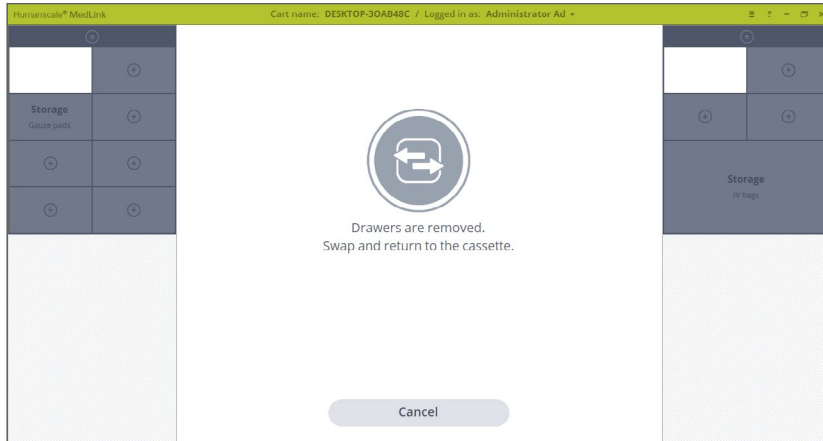 Humanscale® MedLink
Cart name: DESKTOP-3OAB48C / Logged in as: Administrator Ad
Storage
Gauze pads
Drawers are removed.
Swap and return to the cassette.
Cancel
Storage
IV bags